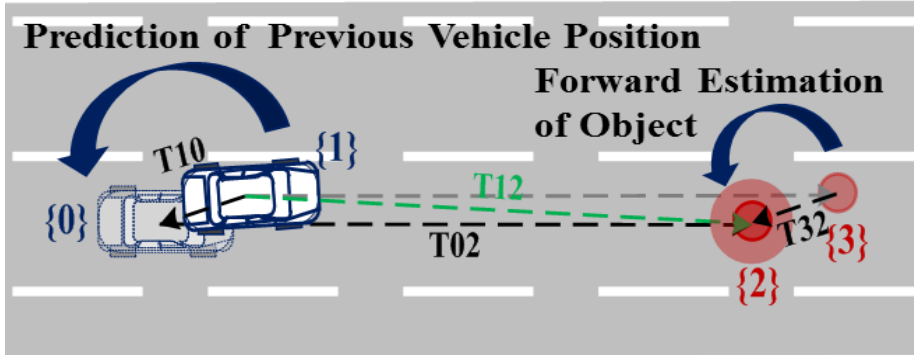 Prediction of Previous Vehicle Position
Forward Estimation
of Object
T10
{1}
{0}
T12
T02
T32
{3}
{2}